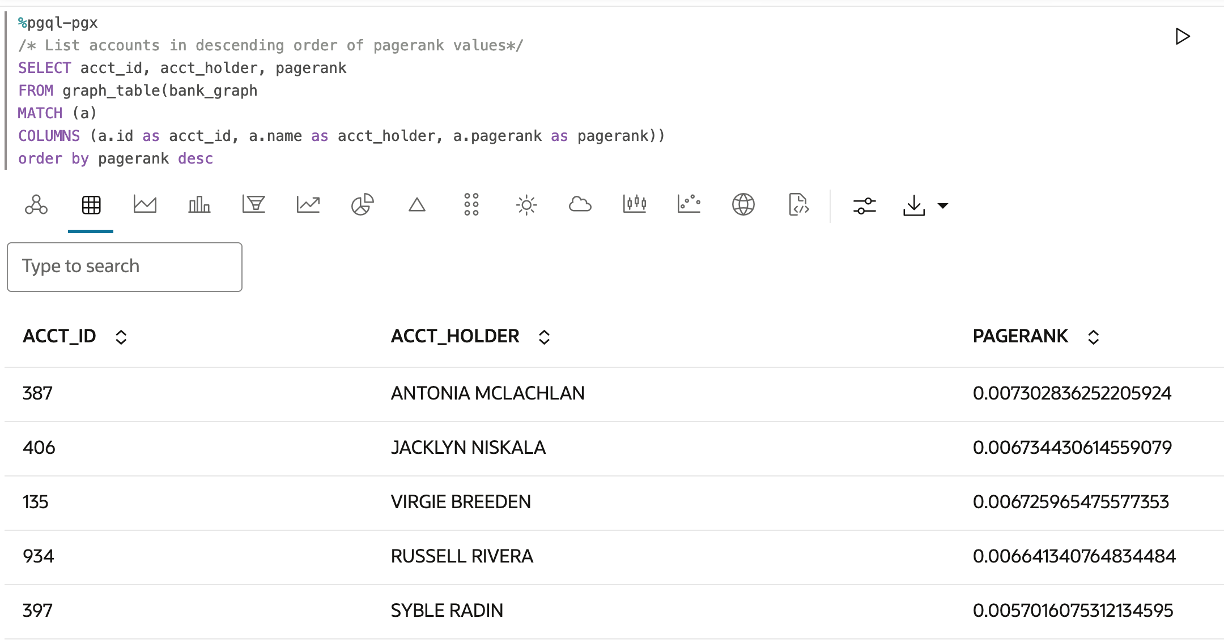 %pgql-pgx
/* List accounts in descending order of pagerank values*/
SELECT acct_id, acct_holder, pagerank
FROM graph_table(bank_graph
MATCH (a)
COLUMNS (a.id as acct_id, a.name as acct_holder, a.pagerank as pagerank))
order by pagerank desc
Type to search
ACCT_ID ACCT_HOLDER PAGERANK
387 ANTONIA MCLACHLAN 0.007302836252205924
406 JACKLYN NISKALA 0.006734430614559079
135 VIRGIE BREEDEN 0.006725965475577353
934 RUSSELL RIVERA 0.006641340764834484
397 SYBLE RADIN 0.0057016075312134595